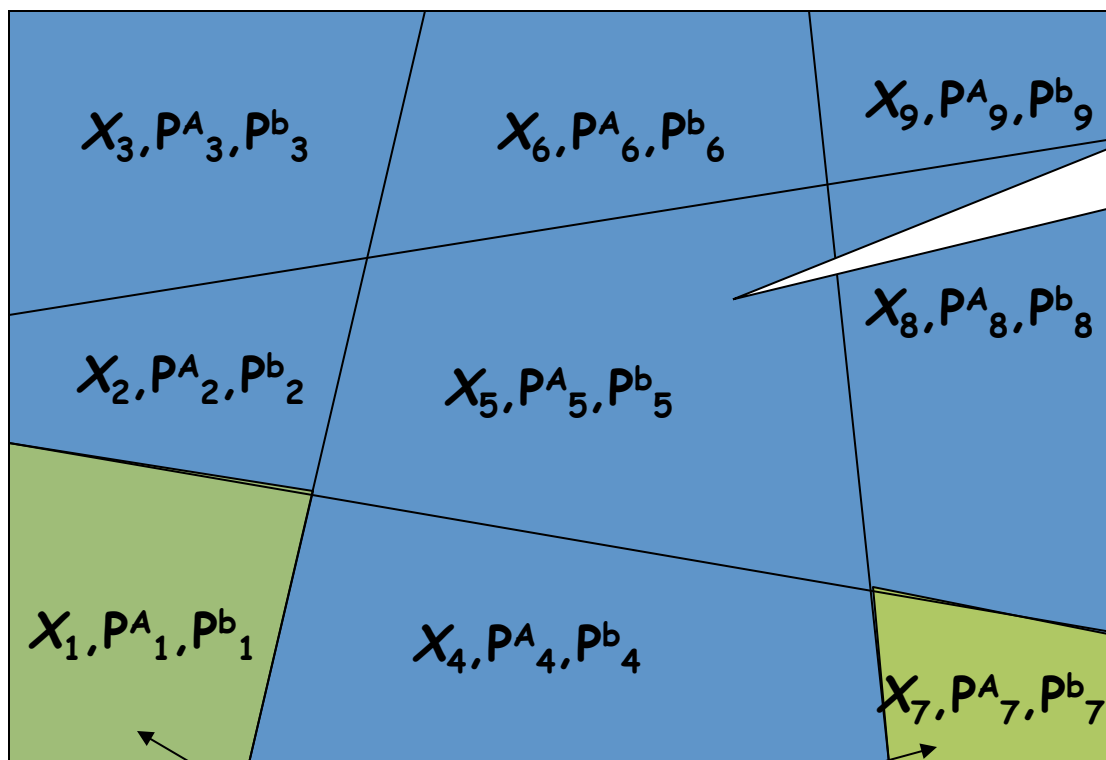 X₃,Pᴬ₃,Pᵇ₃
X₆,Pᴬ₆,Pᵇ₆
X₉,Pᴬ₉,Pᵇ₉
X₂,Pᴬ₂,Pᵇ₂
X₅,Pᴬ₅,Pᵇ₅
X₈,Pᴬ₈,Pᵇ₈
X₁,Pᴬ₁,Pᵇ₁
X₄,Pᴬ₄,Pᵇ₄
X₇,Pᴬ₇,Pᵇ₇